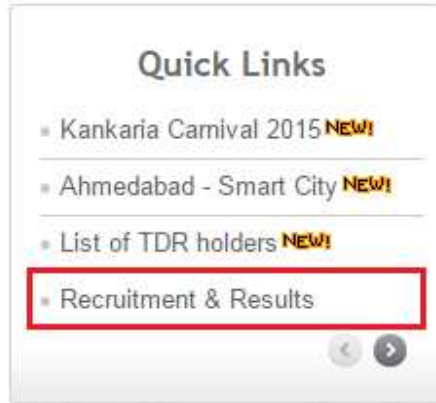 Quick Links
Kankaria Carnival 2015 NEW!
Ahmedabad - Smart City NEW!
List of TDR holders NEW!
Recruitment & Results